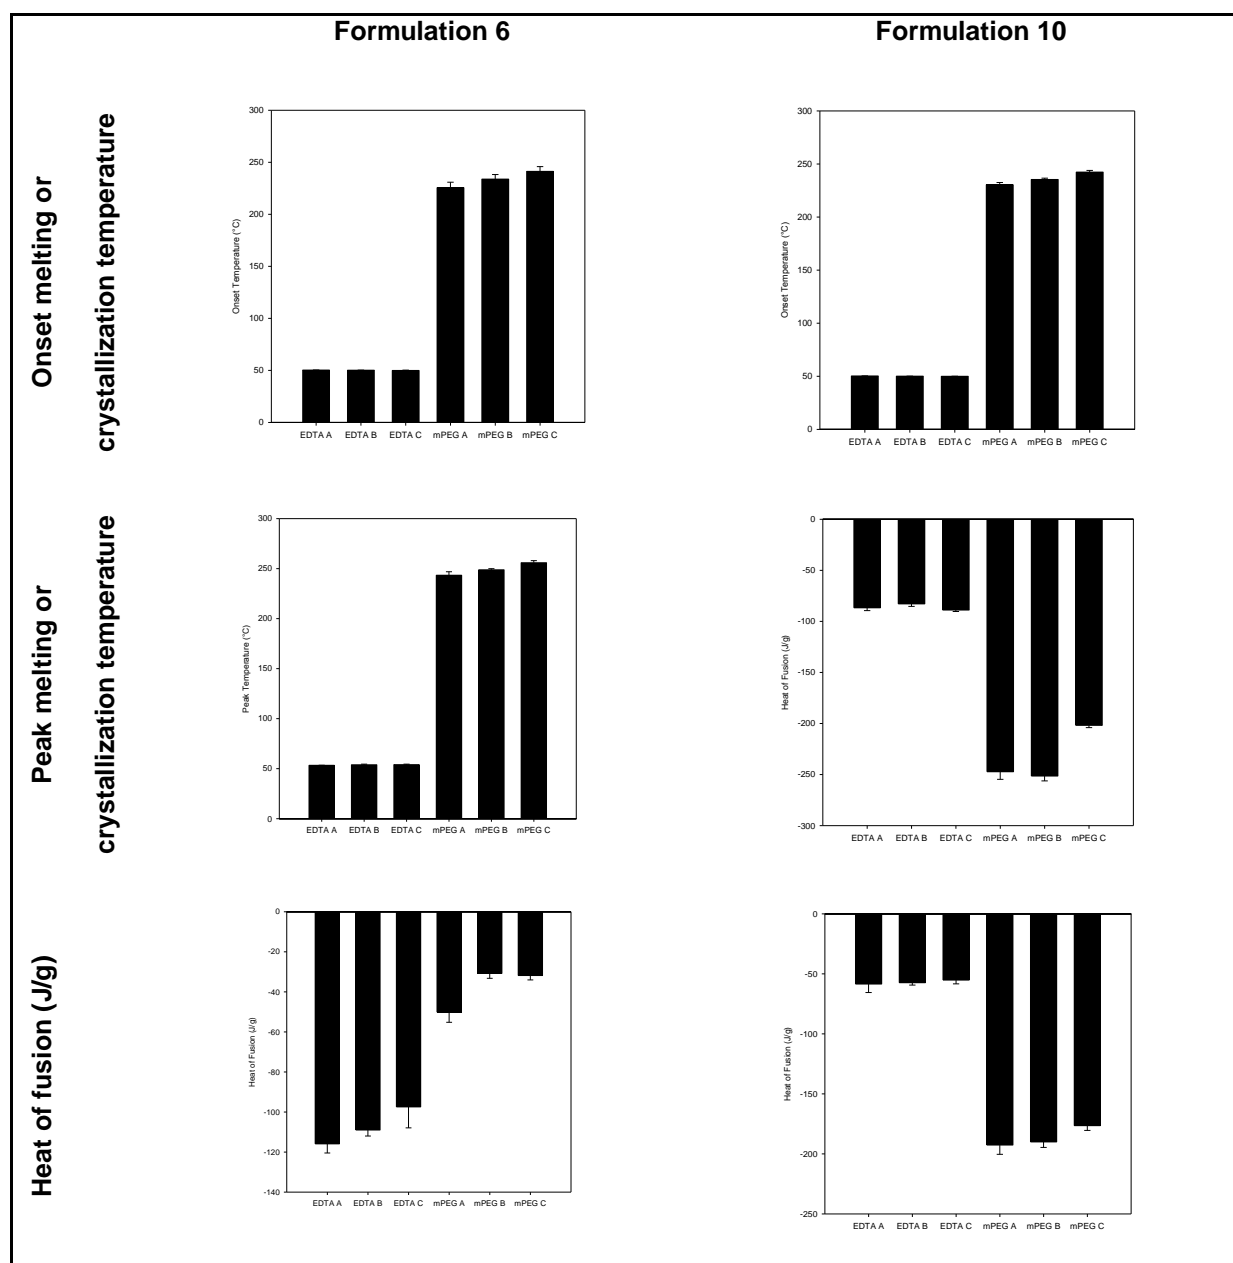 Formulation 6
Formulation 10
Onset melting or
crystallization temperature
300
250
200
150
100
50
0
Onset Temperature (°C)
EDTA A EDTA B EDTA C mPEG A mPEG B mPEG C
300
250
200
150
100
50
0
Onset Temperature (°C)
EDTA A EDTA B EDTA C mPEG A mPEG B mPEG C
Peak melting or
crystallization temperature
300
250
200
150
100
50
0
Peak Temperature (°C)
EDTA A EDTA B EDTA C mPEG A mPEG B mPEG C
0
-50
-100
-150
-200
-250
-300
Heat of Fusion (J/g)
EDTA A EDTA B EDTA C mPEG A mPEG B mPEG C
Heat of fusion (J/g)
0
-20
-40
-60
-80
-100
-120
-140
Heat of Fusion (J/g)
EDTA A EDTA B EDTA C mPEG A mPEG B mPEG C
0
-50
-100
-150
-200
-250
Heat of Fusion (J/g)
EDTA A EDTA B EDTA C mPEG A mPEG B mPEG C